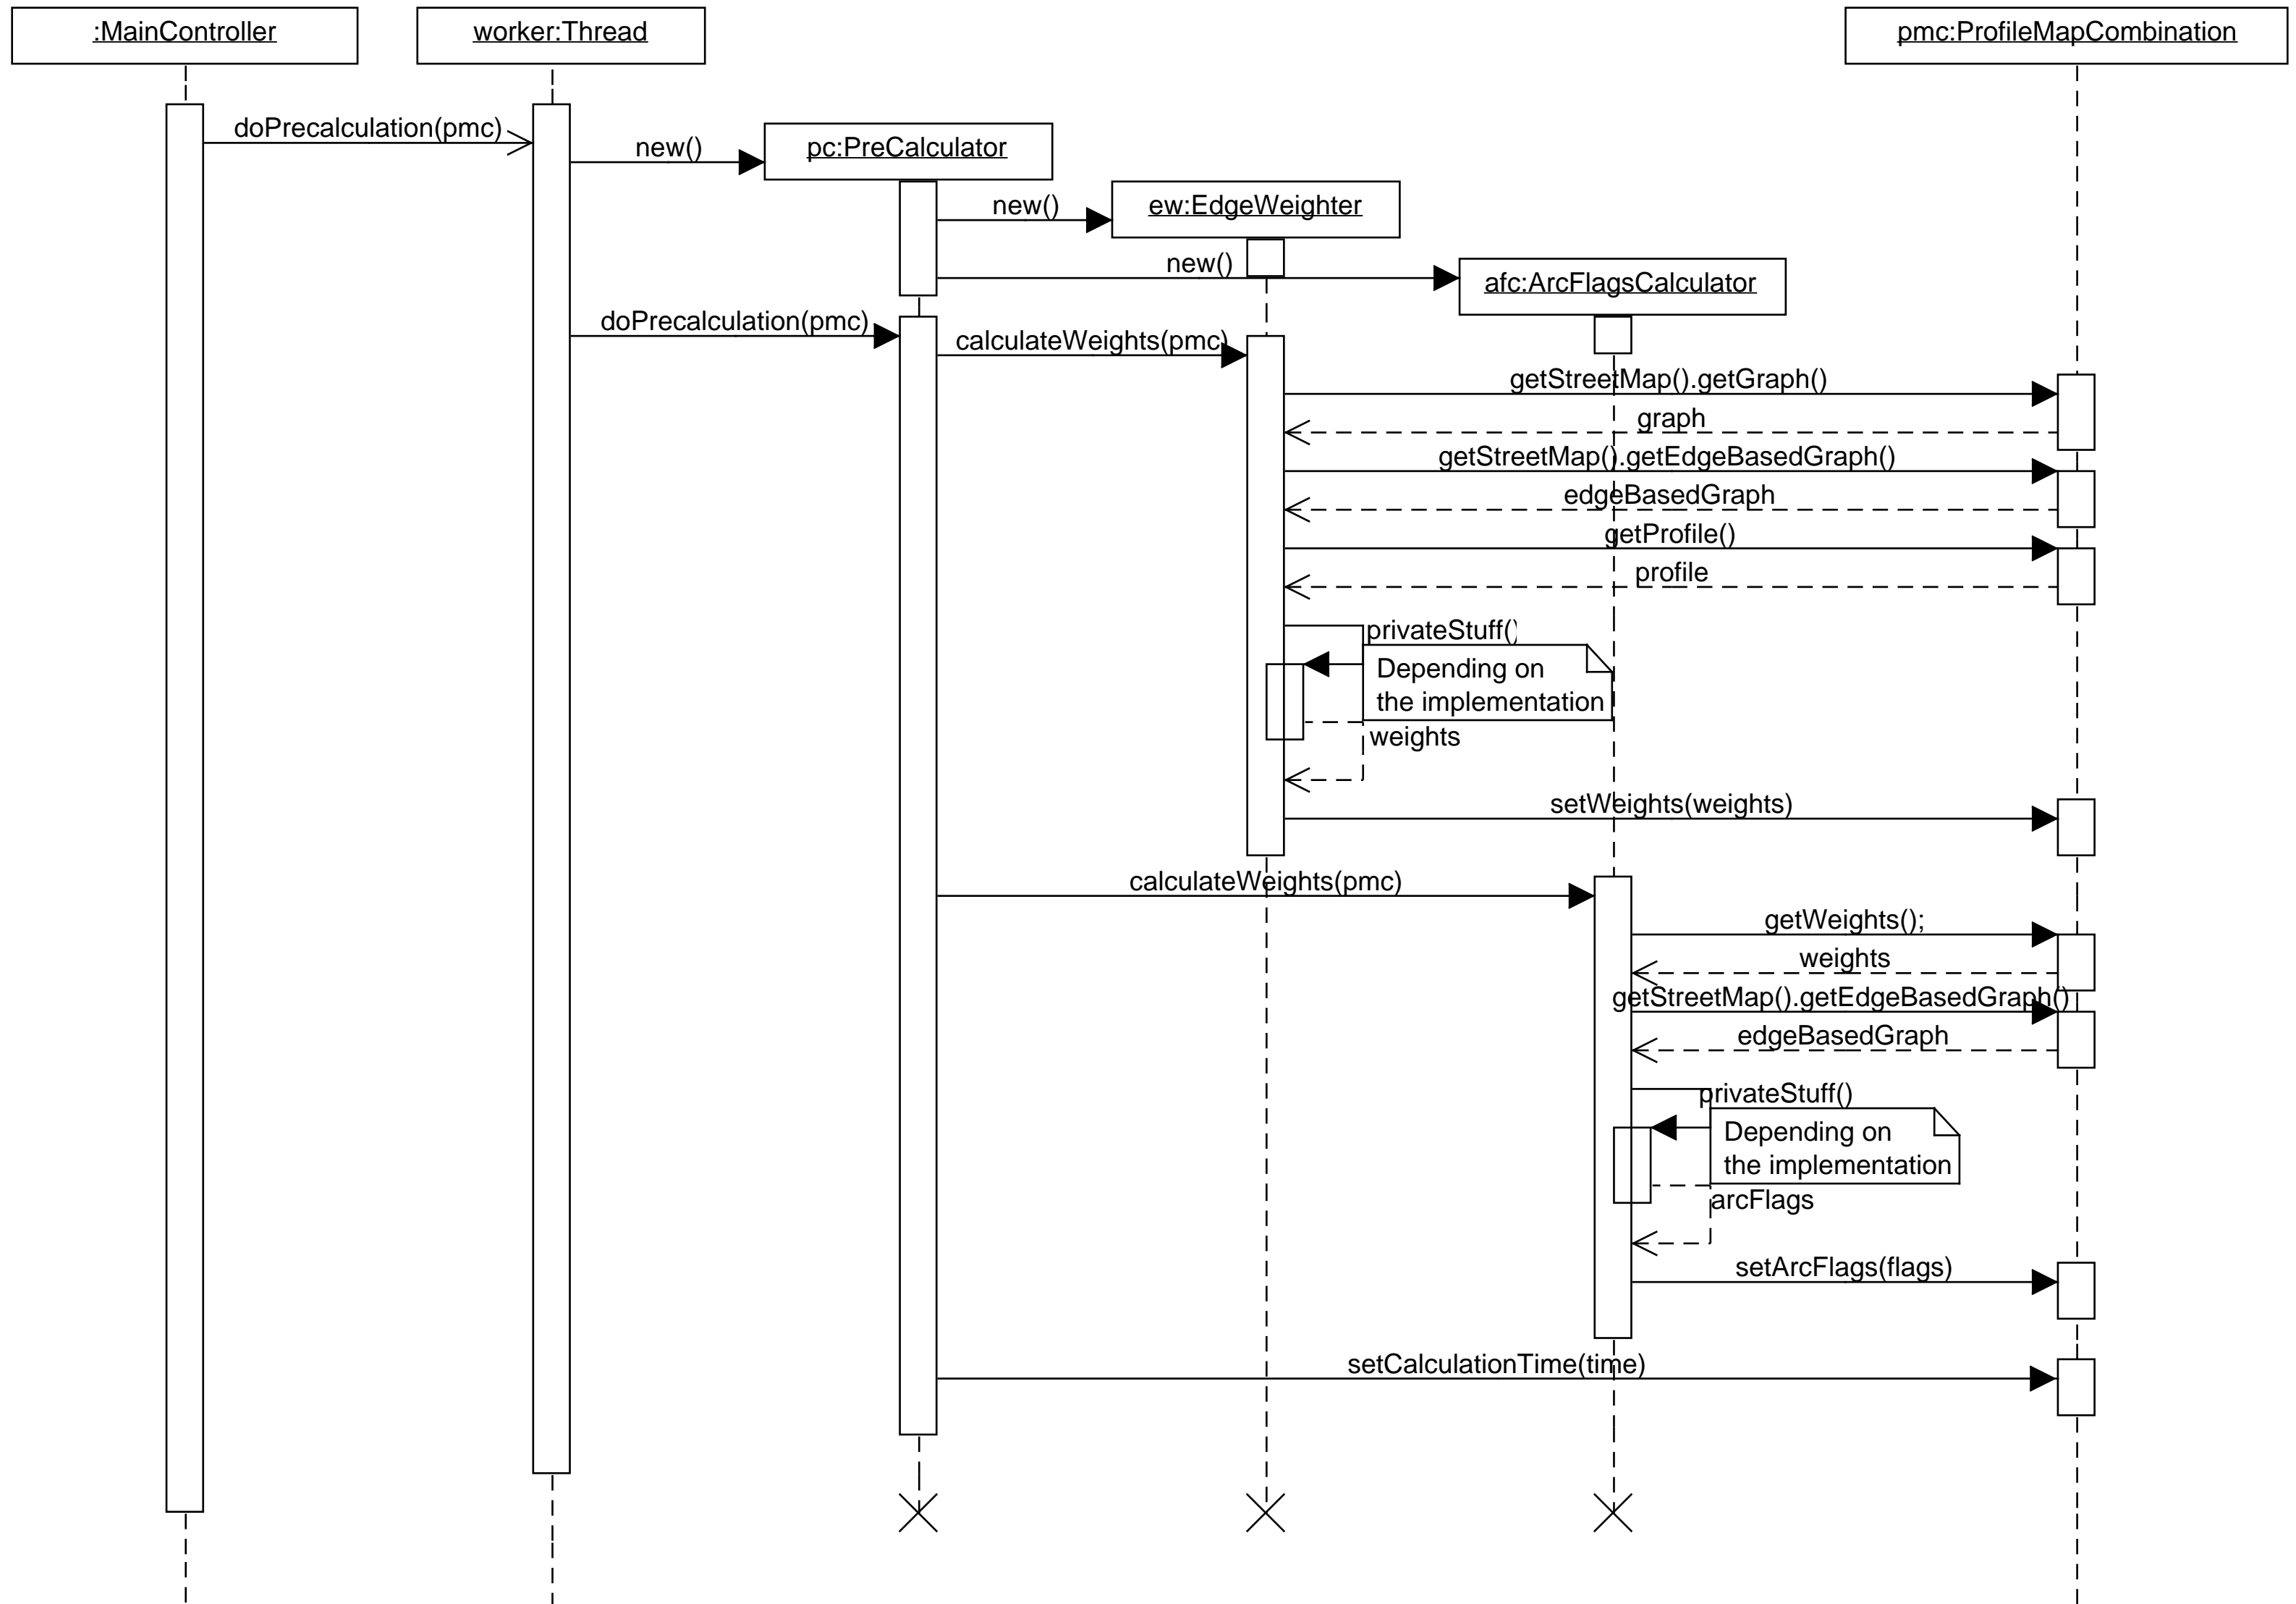 :MainController
worker:Thread
pmc:ProfileMapCombination
doPrecalculation(pmc)
new()
pc:PreCalculator
new()
ew:EdgeWeighter
new()
afc:ArcFlagsCalculator
doPrecalculation(pmc)
calculateWeights(pmc)
getStreetMap().getGraph()
graph
getStreetMap().getEdgeBasedGraph()
edgeBasedGraph
getProfile()
profile
privateStuff()
Depending on
the implementation
weights
setWeights(weights)
calculateWeights(pmc)
getWeights();
weights
getStreetMap().getEdgeBasedGraph()
edgeBasedGraph
privateStuff()
Depending on
the implementation
arcFlags
setArcFlags(flags)
setCalculationTime(time)